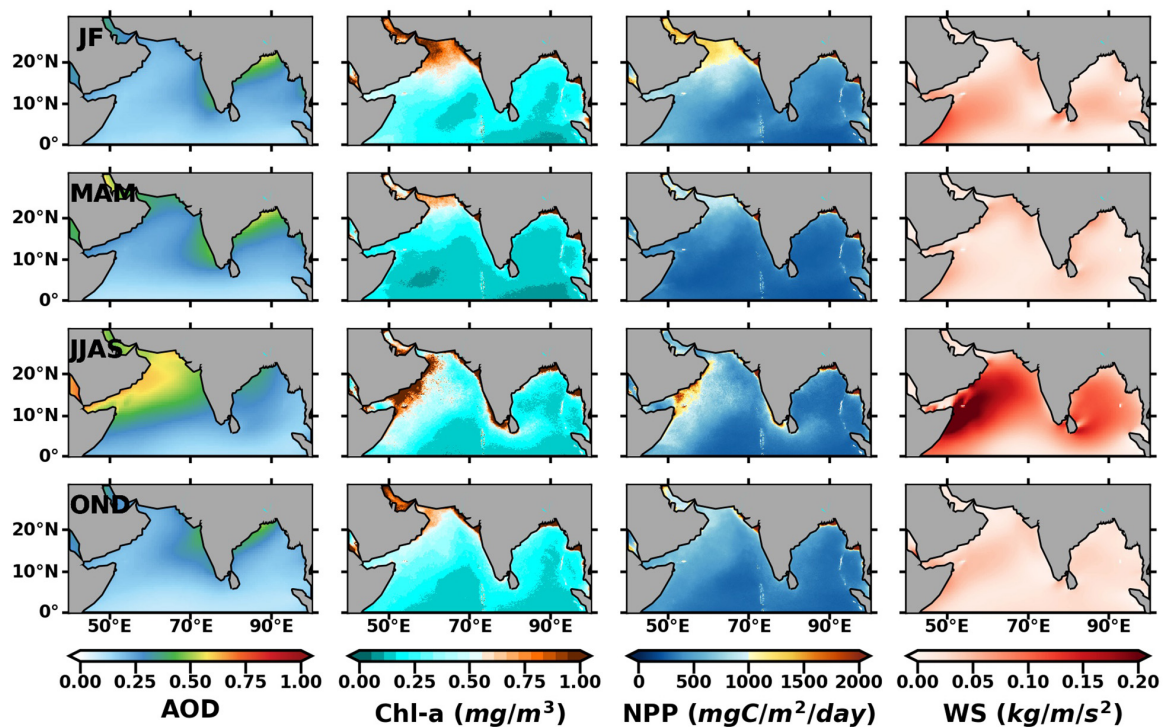 JF
20°N
10°N
0°
MAM
20°N
10°N
0°
JJAS
20°N
10°N
0°
OND
20°N
10°N
0°
50°E 70°E 90°E 50°E 70°E 90°E 50°E 70°E 90°E 50°E 70°E 90°E
0.00 0.25 0.50 0.75 1.00 0.00 0.25 0.50 0.75 1.00 0 500 1000 1500 2000 0.00 0.05 0.10 0.15 0.20
AOD Chl-a (mg/m³) NPP (mgC/m²/day) WS (kg/m/s²)